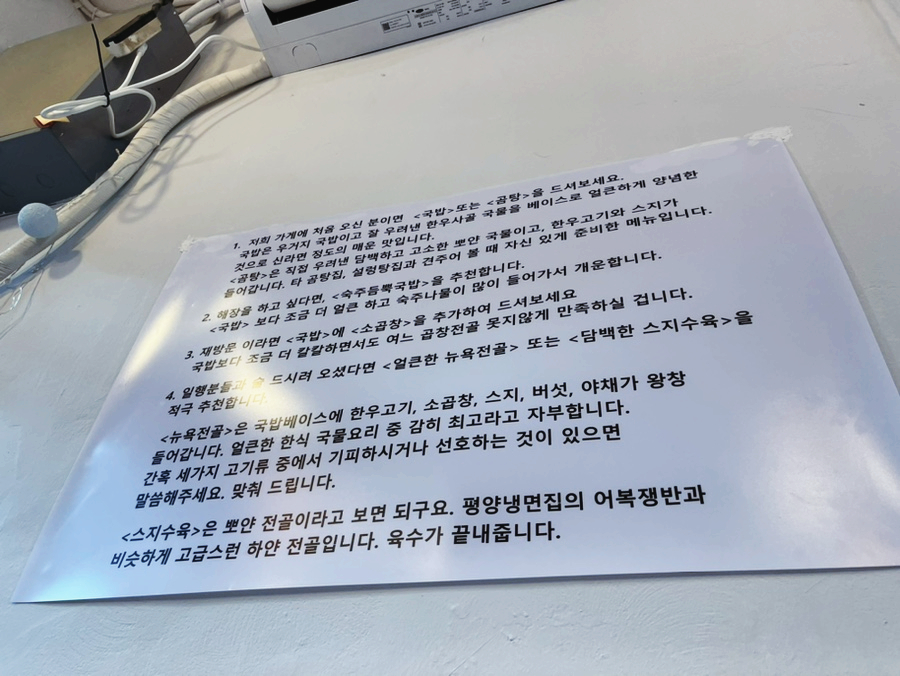 1. 저희 가게에 처음 오신 분이면 <국밥>또는 <곰탕>을 드셔보세요.
국밥은 우거지 국밥이고 잘 우려낸 한우사골 국물을 베이스로 얼큰하게 양념한
것으로 신라면 정도의 매운 맛입니다.
<곰탕>은 직접 우려낸 담백하고 고소한 뽀얀 국물이고, 한우고기와 스지가
들어갑니다. 타 곰탕집, 설렁탕집과 견주어 볼 때 자신 있게 준비한 메뉴입니다.
2. 해장을 하고 싶다면, <숙주듬뿍국밥>을 추천합니다.
<국밥> 보다 조금 더 얼큰 하고 숙주나물이 많이 들어가서 개운합니다.
3. 재방문 이라면 <국밥>에 <소곱창>을 추가하여 드셔보세요
국밥보다 조금 더 칼칼하면서도 여느 곱창전골 못지않게 만족하실 겁니다.
4. 일행분들과 술 드시려 오셨다면 <얼큰한 뉴욕전골> 또는 <담백한 스지수육>을
적극 추천합니다.
<뉴욕전골>은 국밥베이스에 한우고기, 소곱창, 스지, 버섯, 야채가 왕창
들어갑니다. 얼큰한 한식 국물요리 중 감히 최고라고 자부합니다.
간혹 세가지 고기류 중에서 기피하시거나 선호하는 것이 있으면
말씀해주세요. 맞춰 드립니다.
<스지수육>은 뽀얀 전골이라고 보면 되구요. 평양냉면집의 어복쟁반과
비슷하게 고급스런 하얀 전골입니다. 육수가 끝내줍니다.